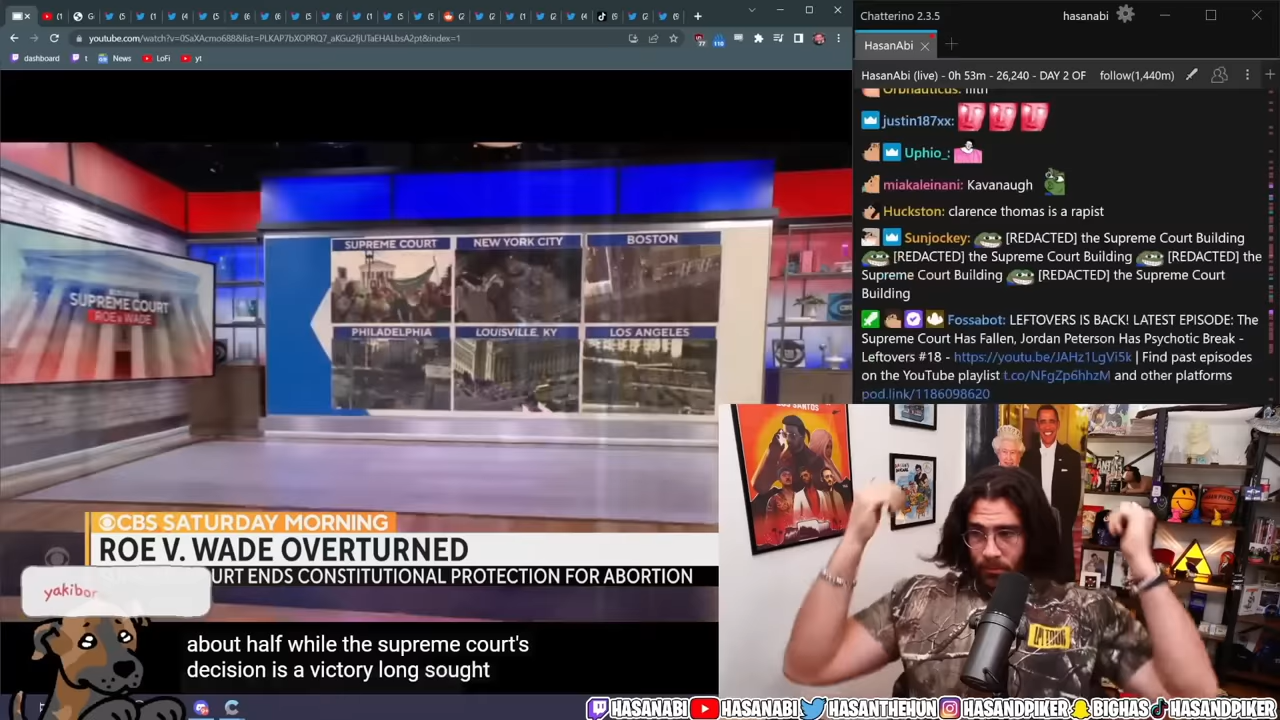 youtube.com/watch?v=0SaXAcmo688&list=PLKAP7bXOPRQ7_aKGu2fjUTaEHALbsA2pt&index=1
dashboard
t
News
LoFi
yt
SUPREME COURT
NEW YORK CITY
BOSTON
PHILADELPHIA
LOUISVILLE, KY
LOS ANGELES
SUPREME COURT
ROE v. WADE
CBS SATURDAY MORNING
ROE V. WADE OVERTURNED
URT ENDS CONSTITUTIONAL PROTECTION FOR ABORTION
yakibor
about half while the supreme court's
decision is a victory long sought
Chatterino 2.3.5
hasanabi
HasanAbi
HasanAbi (live) - 0h 53m - 26,240 - DAY 2 OF
follow(1,440m)
Orbnauticus: filth
justin187xx:
Uphio_:
miakaleinani: Kavanaugh
Huckston: clarence thomas is a rapist
Sunjockey: [REDACTED] the Supreme Court Building
[REDACTED] the Supreme Court Building [REDACTED] the
Supreme Court Building [REDACTED] the Supreme Court
Building
Fossabot: LEFTOVERS IS BACK! LATEST EPISODE: The
Supreme Court Has Fallen, Jordan Peterson Has Psychotic Break -
Leftovers #18 - https://youtu.be/JAHz1LgVi5k | Find past episodes
on the YouTube playlist t.co/NFgZp6hhzM and other platforms
pod.link/1186098620
HASANABI HASANABI HASANTHEHUN HASANDPIKER BIGHAS HASANDPIKER